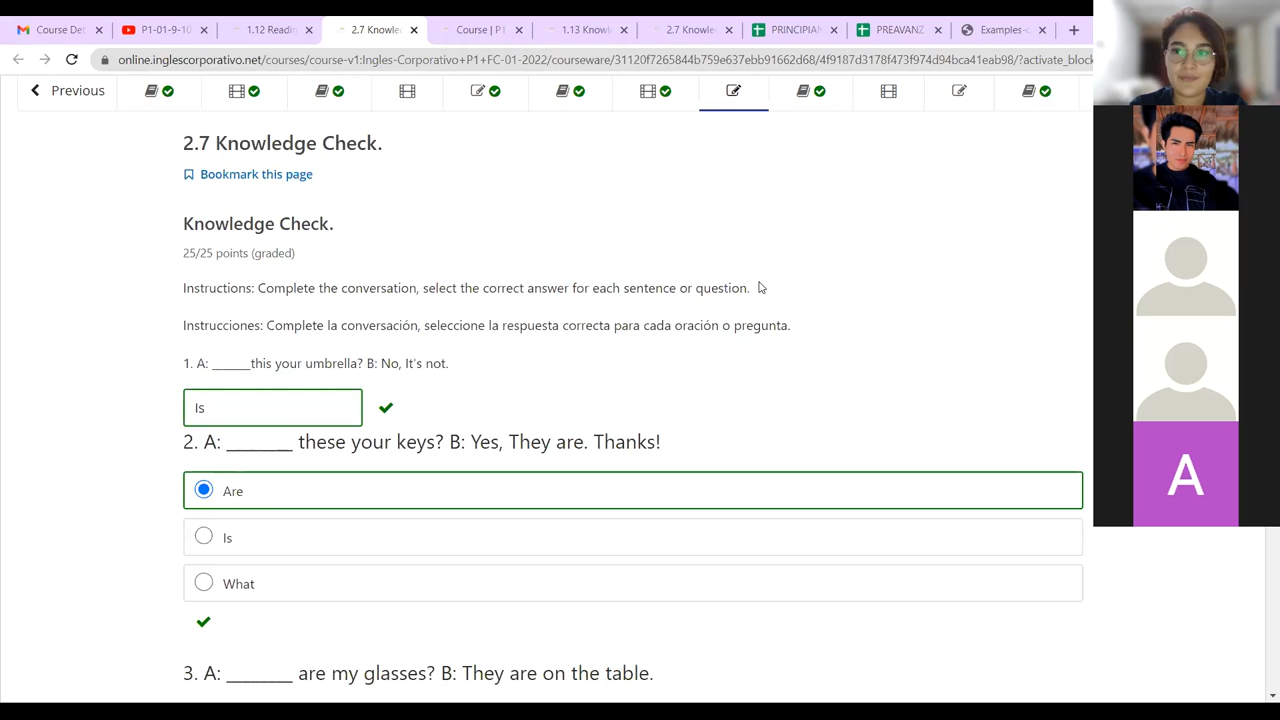 Course Det
P1-01-9-10
1.12 Readin
2.7 Knowle
Course | P1
1.13 Knowl
2.7 Knowle
PRINCIPIAN
PREAVANZ
Examples-c
online.inglescorporativo.net/courses/course-v1:Ingles-Corporativo+P1+FC-01-2022/courseware/31120f7265844b759e637ebb91662d68/4f9187d3178f473f974d94bca41eab98/?activate_block
Previous
2.7 Knowledge Check.
Bookmark this page
Knowledge Check.
25/25 points (graded)
Instructions: Complete the conversation, select the correct answer for each sentence or question.
Instrucciones: Complete la conversación, seleccione la respuesta correcta para cada oración o pregunta.
1. A: ______this your umbrella? B: No, It's not.
Is
2. A: _______ these your keys? B: Yes, They are. Thanks!
Are
Is
What
3. A: _______ are my glasses? B: They are on the table.
A